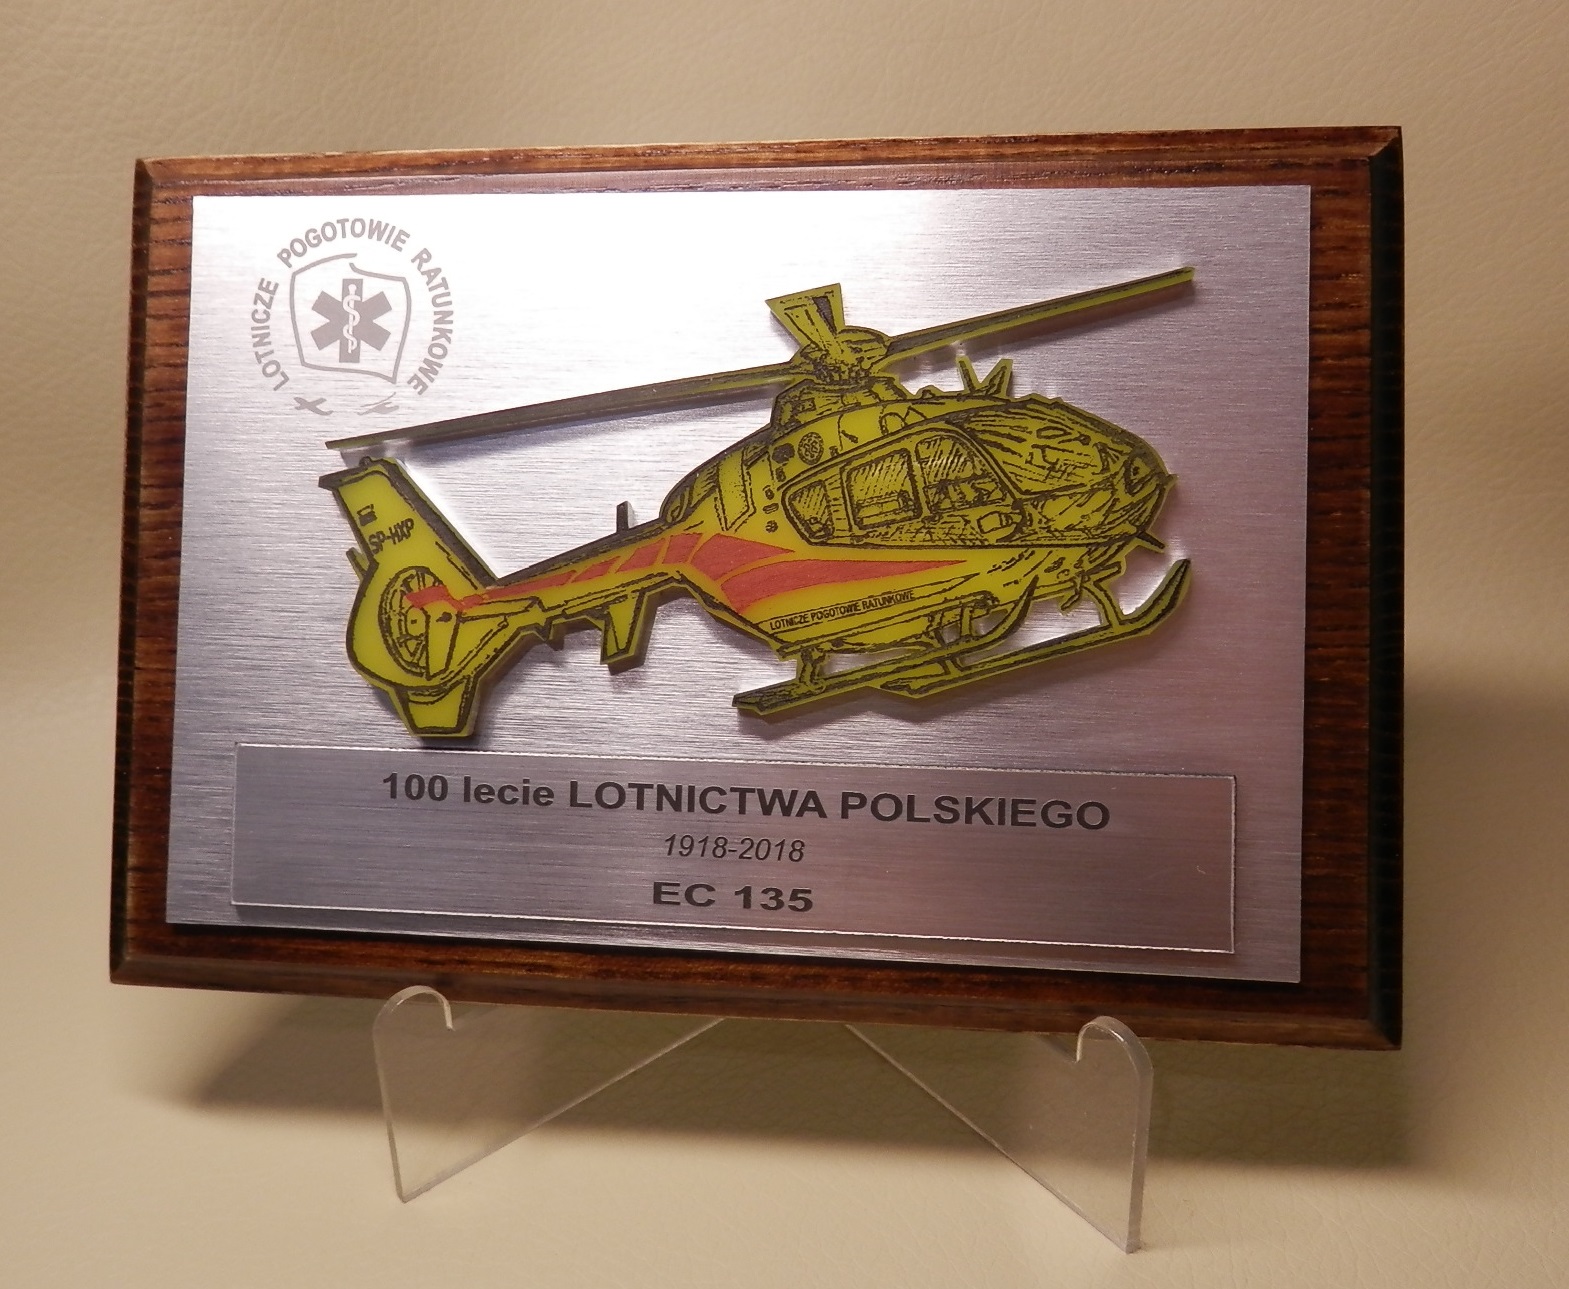 LOTNICZE POGOTOWIE RATUNKOWE
SP-HXP
LOTNICZE POGOTOWIE RATUNKOWE
100 lecie LOTNICTWA POLSKIEGO
1918-2018
EC 135